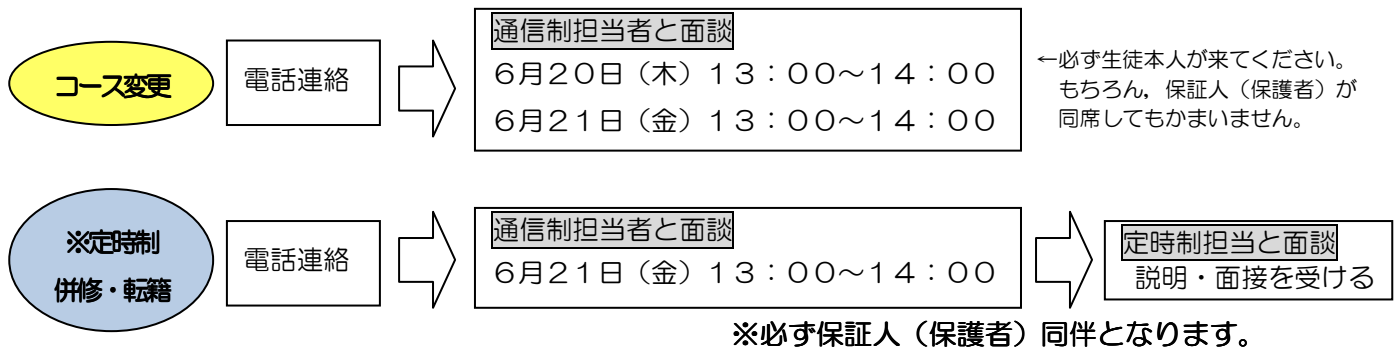 コース変更
電話連絡
通信制担当者と面談
6月20日(木)13:00~14:00
6月21日(金)13:00~14:00
←必ず生徒本人が来てください。
もちろん,保証人(保護者)が
同席してもかまいません。
※定時制
併修・転籍
電話連絡
通信制担当者と面談
6月21日(金)13:00~14:00
定時制担当と面談
説明・面接を受ける
※必ず保証人(保護者)同伴となります。